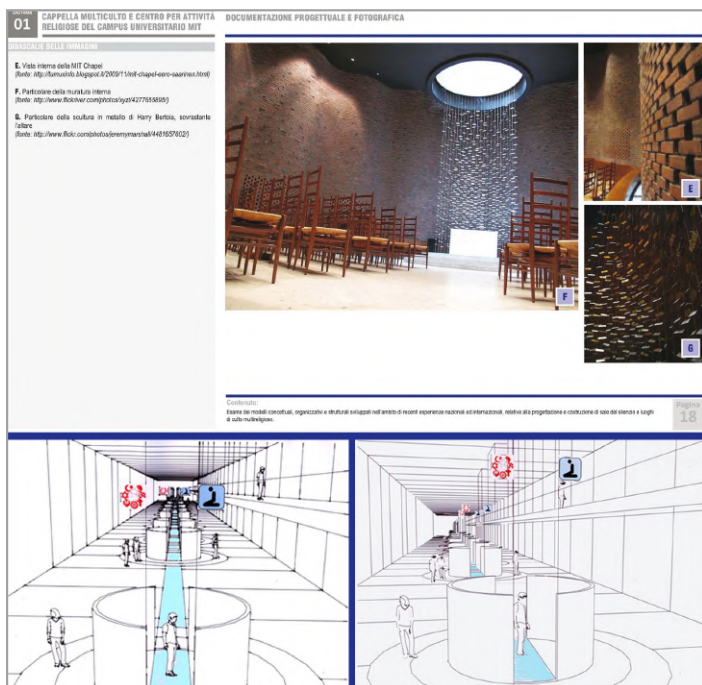 01
CAPPELLA MULTICULTO E CENTRO PER ATTIVITÀ
RELIGIOSE DEL CAMPUS UNIVERSITARIO MIT
DOCUMENTAZIONE PROGETTUALE E FOTOGRAFICA
DIDASCALIE DELLE IMMAGINI
E. Vista interna della MIT Chapel
F. Particolare della muratura interna
G. Particolare della scultura in metallo di Harry Bertoia, sovrastante
l'altare
E
F
G
Contenuto:
Esame dei modelli concettuali, organizzativi e strutturali sviluppati nell'ambito di recenti esperienze nazionali ed internazionali, relative alla progettazione e costruzione di sale del silenzio e luoghi
di culto multireligiosi.
Pagina
18